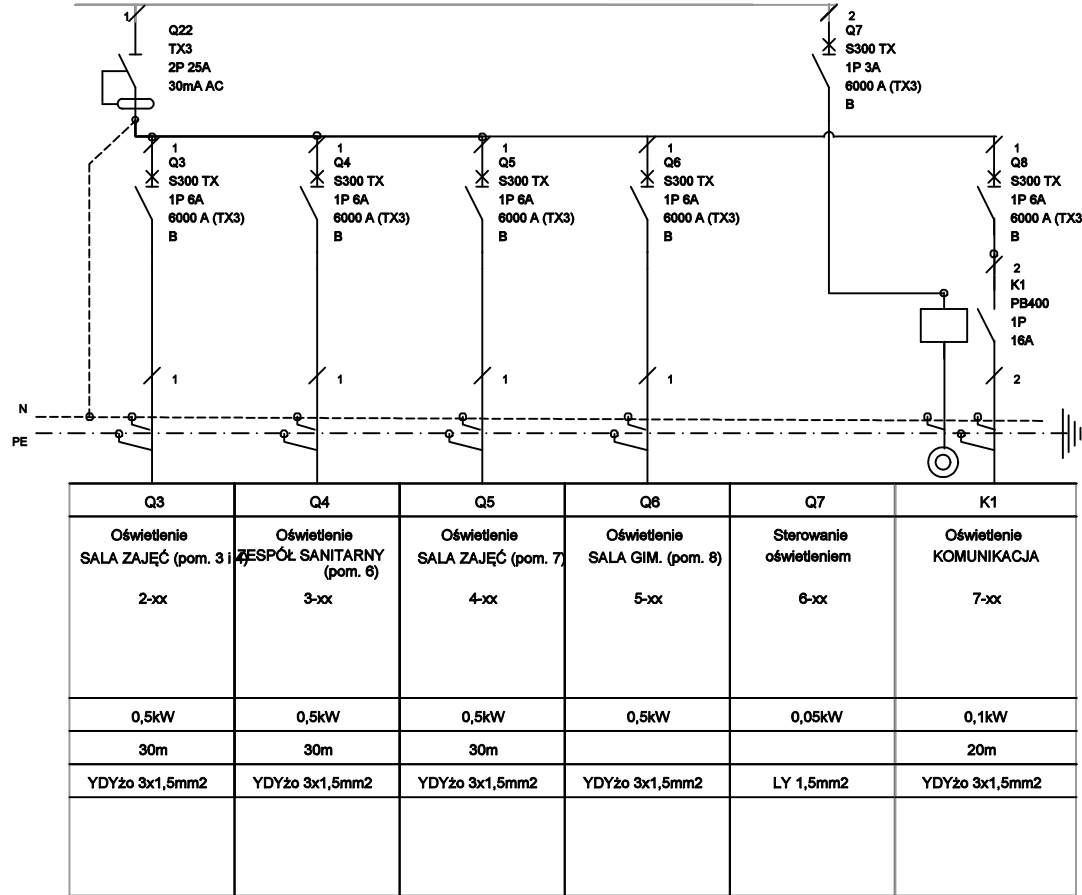 1
Q22
TX3
2P 25A
30mA AC
2
Q7
S300 TX
1P 3A
6000 A (TX3)
B
1
Q3
S300 TX
1P 6A
6000 A (TX3)
B
1
Q4
S300 TX
1P 6A
6000 A (TX3)
B
1
Q5
S300 TX
1P 6A
6000 A (TX3)
B
1
Q6
S300 TX
1P 6A
6000 A (TX3)
B
1
Q8
S300 TX
1P 6A
6000 A (TX3
B
2
K1
PB400
1P
16A
1
1
1
1
2
N
PE
Q3
Q4
Q5
Q6
Q7
K1
Oświetlenie
SALA ZAJĘĆ (pom. 3 i 4)
2-xx
Oświetlenie
ZESPÓŁ SANITARNY
(pom. 6)
3-xx
Oświetlenie
SALA ZAJĘĆ (pom. 7)
4-xx
Oświetlenie
SALA GIM. (pom. 8)
5-xx
Sterowanie
oświetleniem
6-xx
Oświetlenie
KOMUNIKACJA
7-xx
0,5kW
0,5kW
0,5kW
0,5kW
0,05kW
0,1kW
30m
30m
30m
20m
YDYżo 3x1,5mm2
YDYżo 3x1,5mm2
YDYżo 3x1,5mm2
YDYżo 3x1,5mm2
LY 1,5mm2
YDYżo 3x1,5mm2